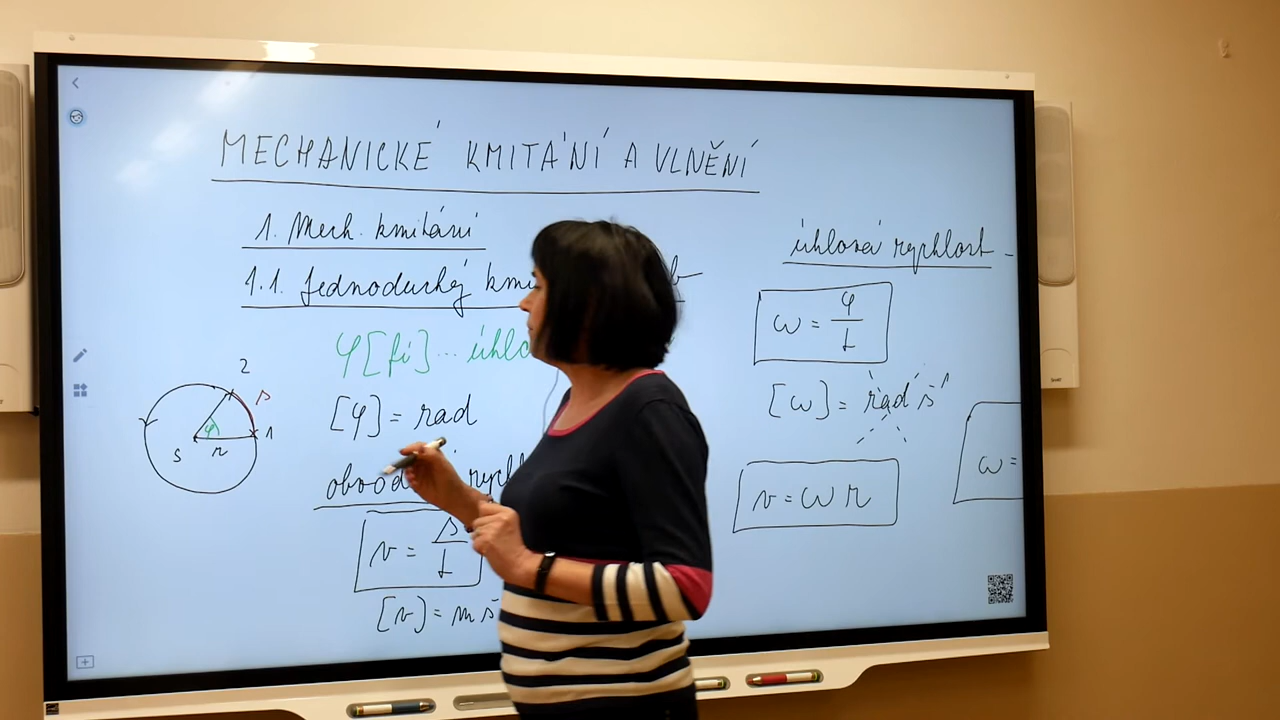 MECHANICKÉ KMITÁNÍ A VLNĚNÍ
1. Mech. kmitání
1.1. Jednoduchý kmi
φ[fí]... úhlo
[φ] = rad
2
s
φ
1
S
r
obvod rychl
v = s/t
[v] = m s
úhlová rychlost -
ω = φ/t
[ω] = rad s⁻¹
v = ω r
ω =